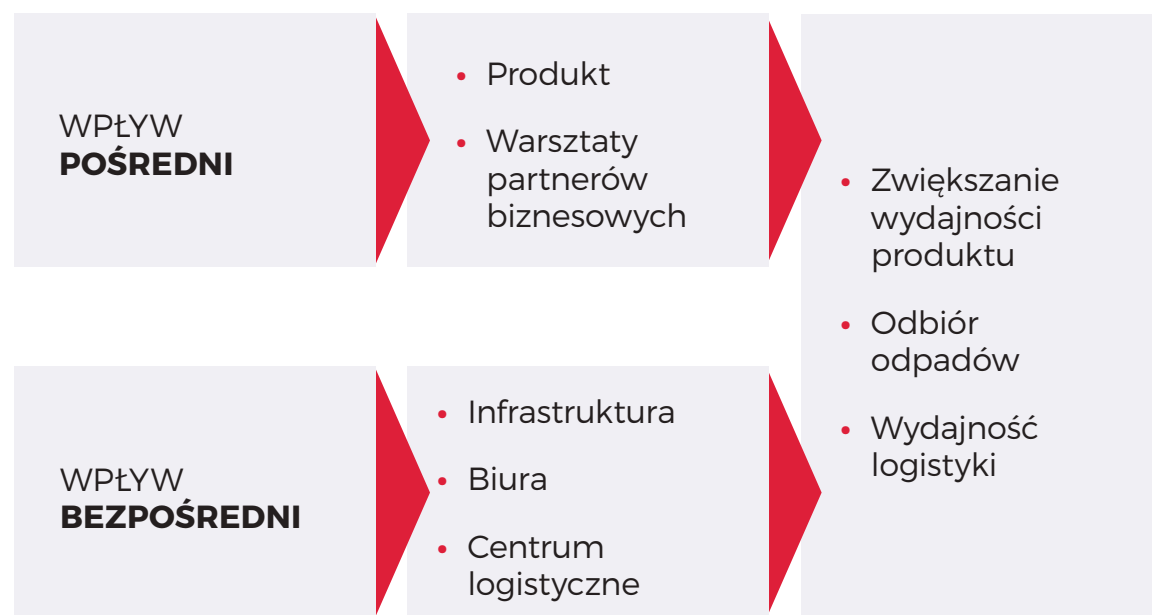 WPŁYW
POŚREDNI
• Produkt
• Warsztaty
partnerów
biznesowych
WPŁYW
BEZPOŚREDNI
• Infrastruktura
• Biura
• Centrum
logistyczne
• Zwiększanie
wydajności
produktu
• Odbiór
odpadów
• Wydajność
logistyki